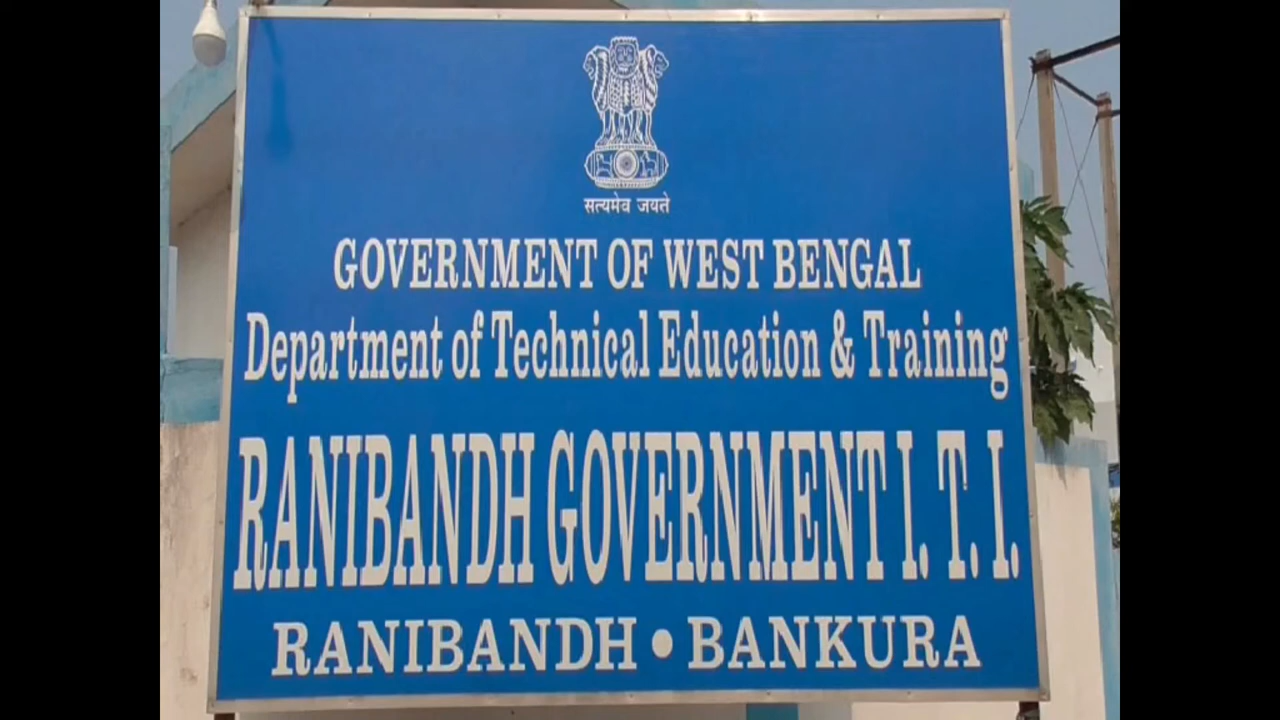 सत्यमेव जयते
GOVERNMENT OF WEST BENGAL
Department of Technical Education & Training
RANIBANDH GOVERNMENT I. T. I.
RANIBANDH • BANKURA